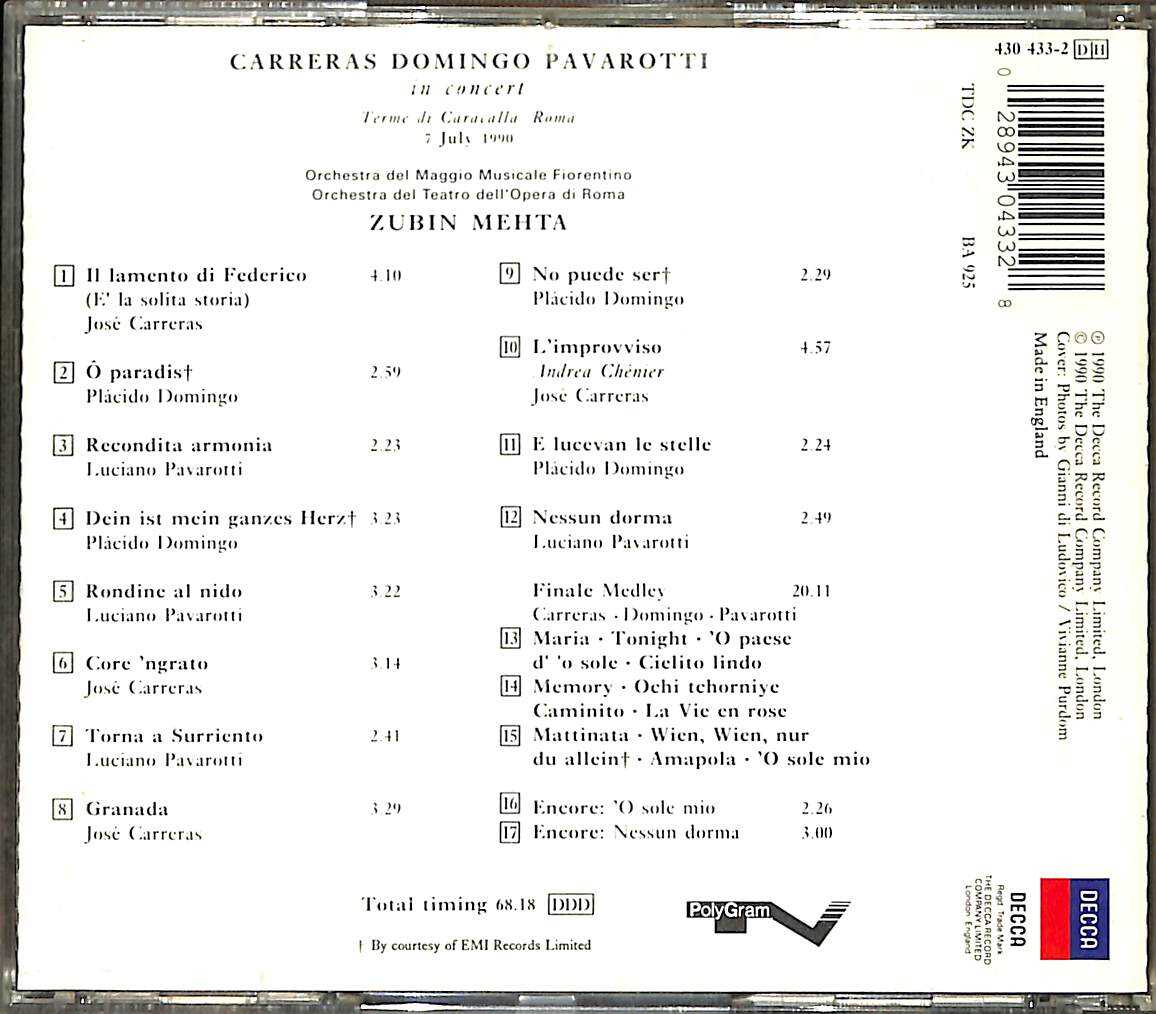 CARRERAS DOMINGO PAVAROTTI
in concert
Terme di Caracalla Roma
7 July 1990
Orchestra del Maggio Musicale Fiorentino
Orchestra del Teatro dell'Opera di Roma
ZUBIN MEHTA
1 Il lamento di Federico 4.10
(E' la solita storia)
José Carreras
2 Ô paradis† 2.59
Plácido Domingo
3 Recondita armonia 2.23
Luciano Pavarotti
4 Dein ist mein ganzes Herz† 3.23
Plácido Domingo
5 Rondine al nido 3.22
Luciano Pavarotti
6 Core 'ngrato 3.14
José Carreras
7 Torna a Surriento 2.41
Luciano Pavarotti
8 Granada 3.29
José Carreras
9 No puede ser† 2.29
Plácido Domingo
10 L'improvviso 4.57
Andrea Chénier
José Carreras
11 E lucevan le stelle 2.24
Plácido Domingo
12 Nessun dorma 2.49
Luciano Pavarotti
Finale Medley 20.11
Carreras · Domingo · Pavarotti
13 Maria · Tonight · 'O paese
d' 'o sole · Cielito lindo
14 Memory · Ochi tchorniye
Caminito · La Vie en rose
15 Mattinata · Wien, Wien, nur
du allein† · Amapola · 'O sole mio
16 Encore: 'O sole mio 2.26
17 Encore: Nessun dorma 3.00
Total timing 68.18 DDD
† By courtesy of EMI Records Limited
PolyGram
430 433-2 DH
0 28943 04332 8
TDC ZK BA 925
℗ 1990 The Decca Record Company Limited, London
© 1990 The Decca Record Company Limited, London
Cover: Photos by Gianni di Ludovico / Vivianne Purdom
Made in England
DECCA
DECCA
Regd. Trade Mark
THE DECCA RECORD
COMPANY LIMITED
London England